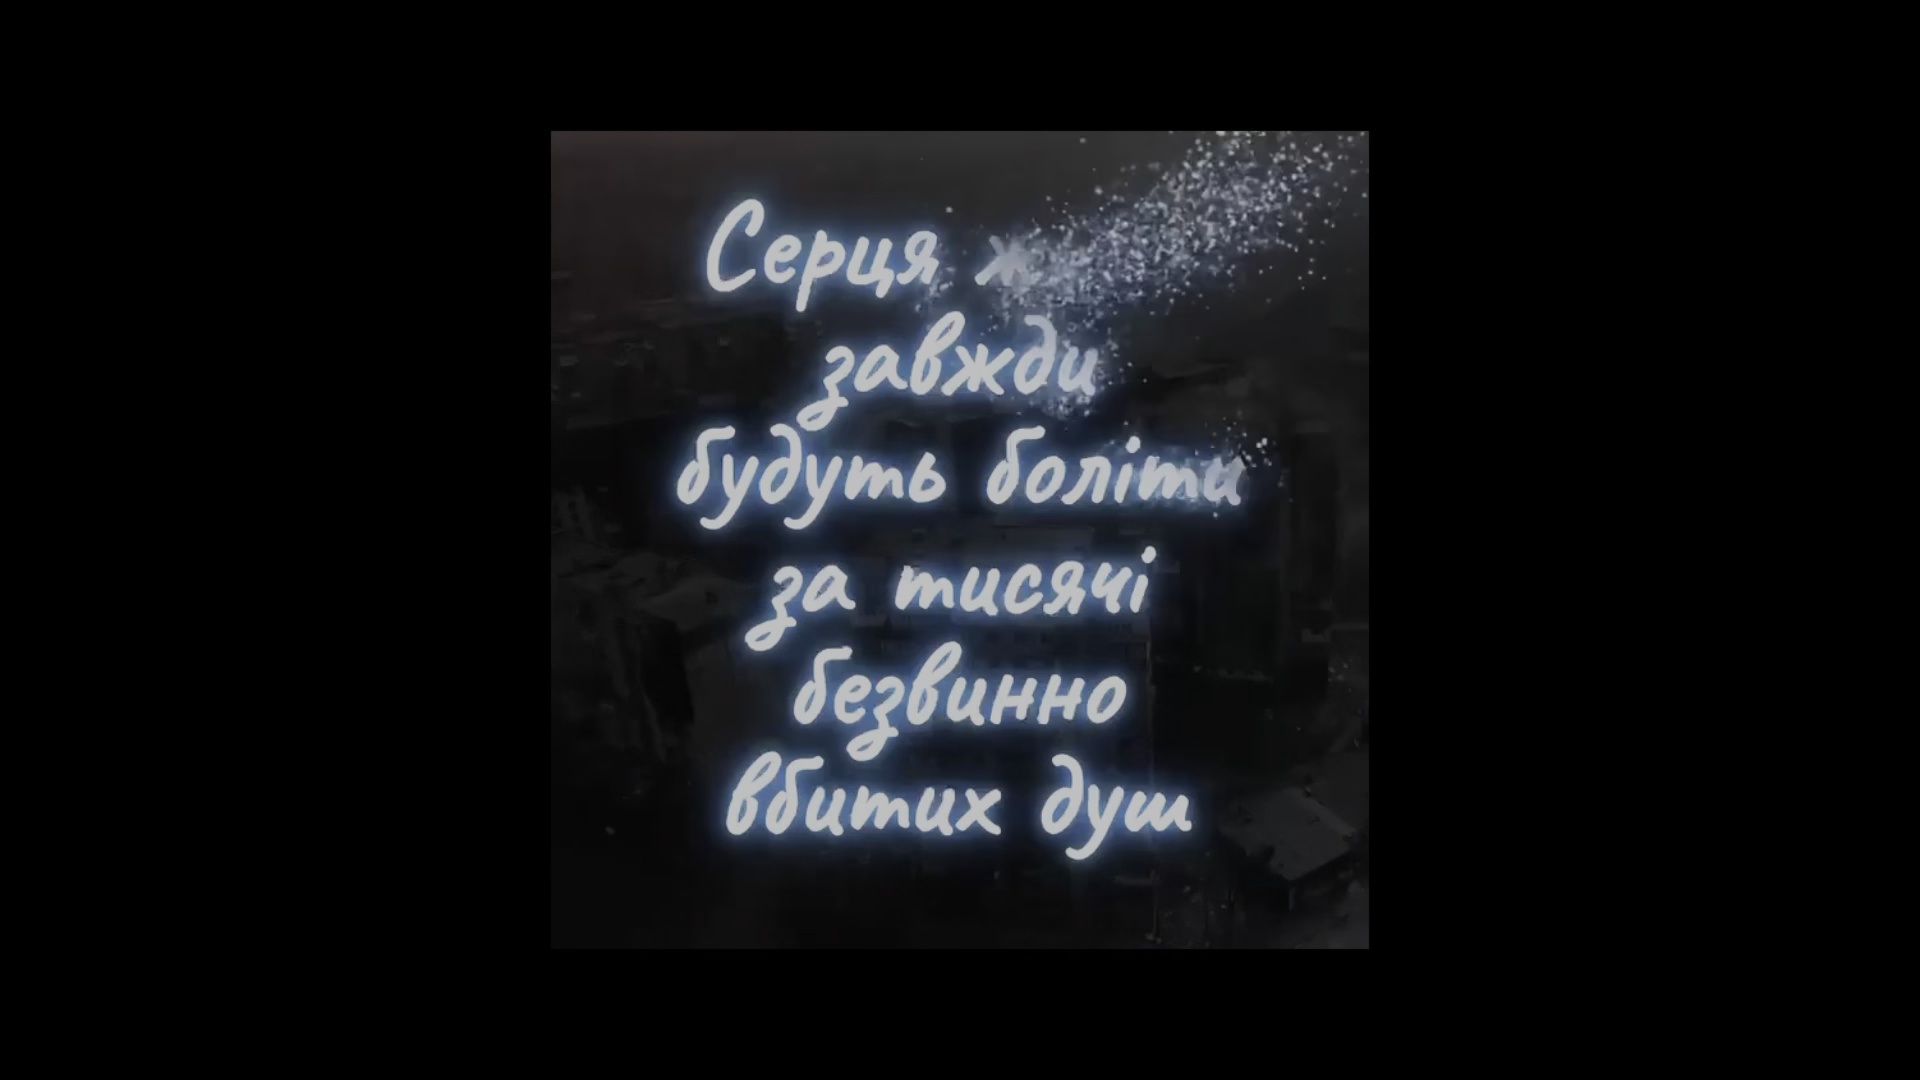 Серця
завжди
будуть боліти
за тисячі
безвинно
вбитих душ